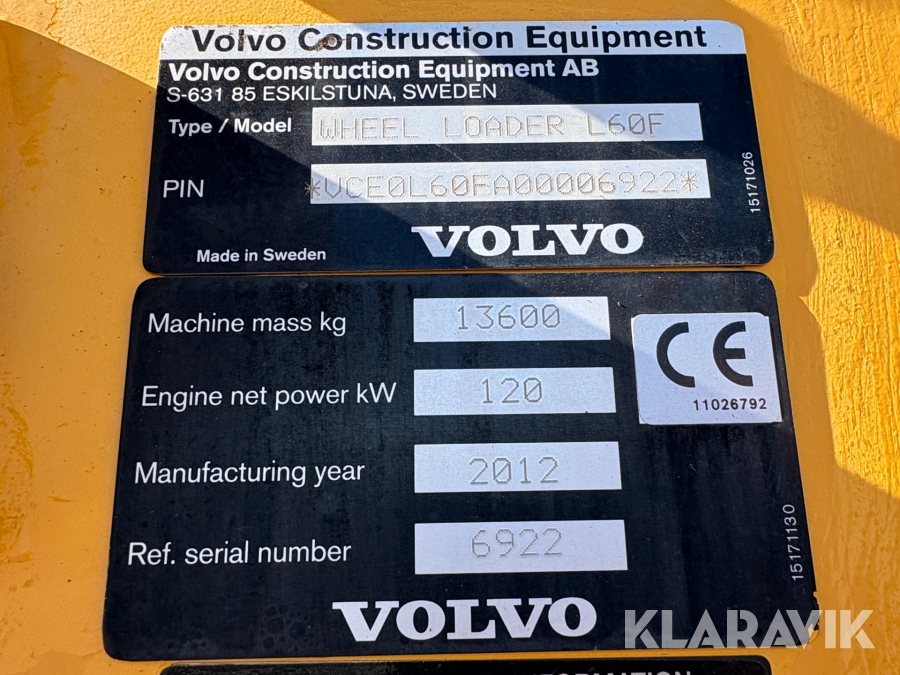 Volvo Construction Equipment
Volvo Construction Equipment AB
S-631 85 ESKILSTUNA, SWEDEN
Type / Model WHEEL LOADER L60F
PIN *VCE0L60FA00006922*
15171026
Made in Sweden VOLVO
Machine mass kg 13600
CE
11026792
Engine net power kW 120
Manufacturing year 2012
Ref. serial number 6922
15171130
VOLVO
KLARAVIK